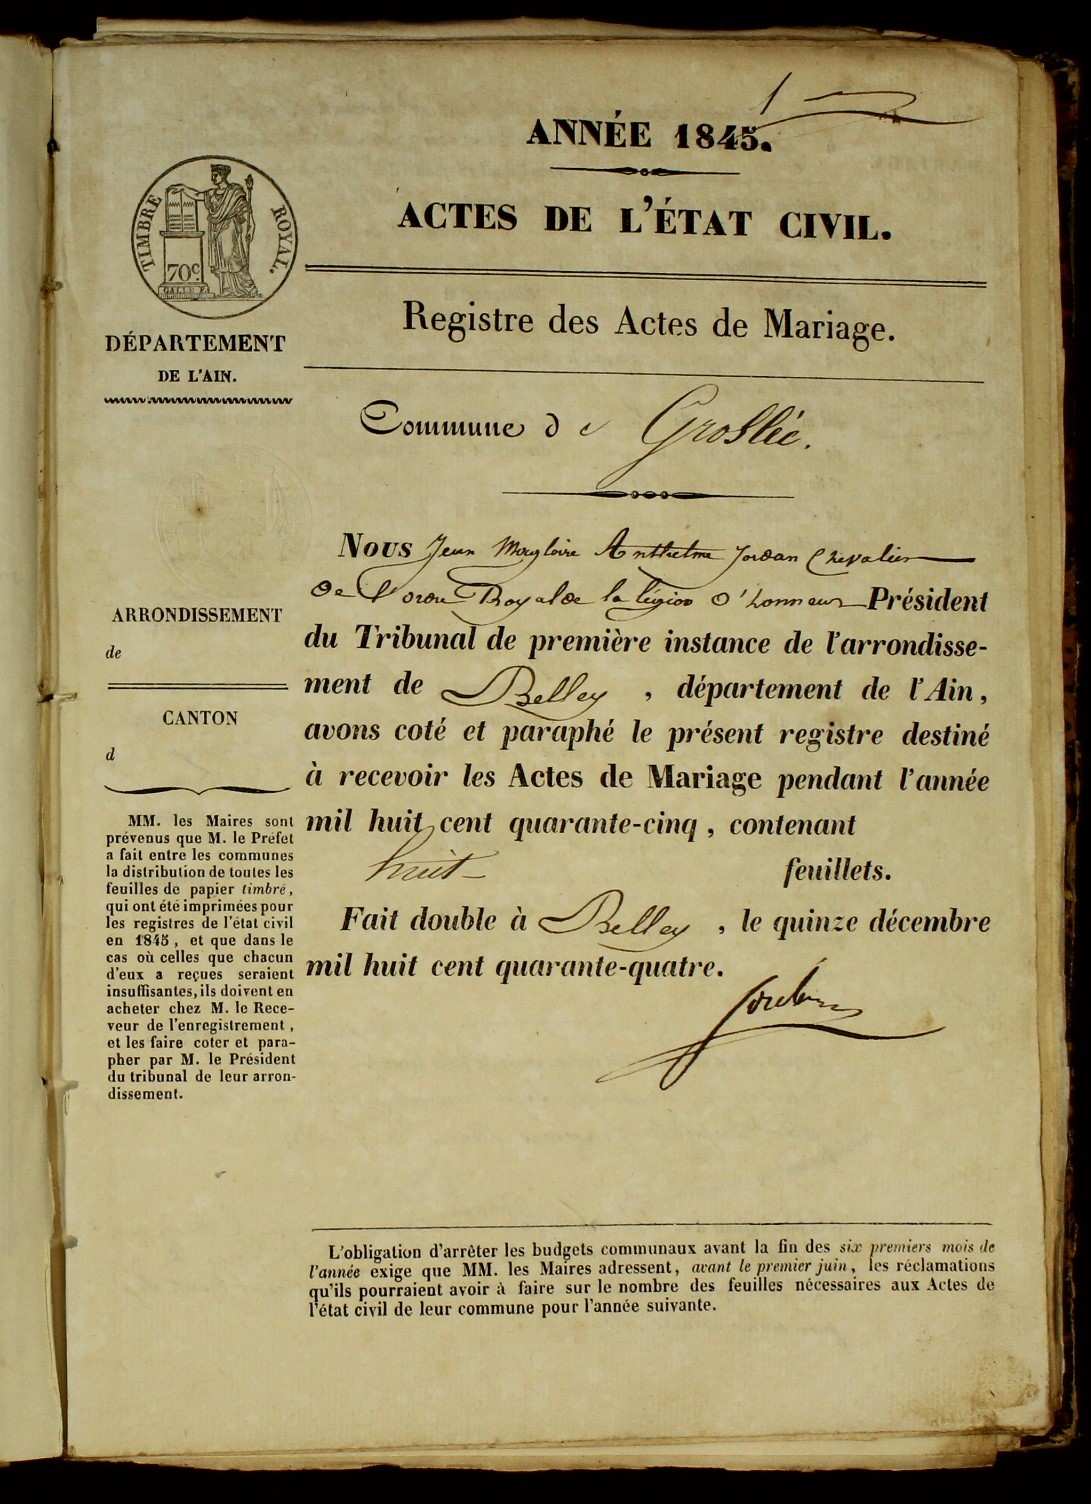 1
ANNÉE 1845.
ACTES DE L'ÉTAT CIVIL.
TIMBRE ROYAL.
70c
GALLE F.
DÉPARTEMENT
DE L'AIN.
Registre des Actes de Mariage.
Commune de Groslée.
Nous Jean Magloire Anthelme Jordan Chevalier
de l'ordre Royal de la légion d'honneur Président
du Tribunal de première instance de l'arrondisse-
ment de Belley, département de l'Ain,
avons coté et paraphé le présent registre destiné
à recevoir les Actes de Mariage pendant l'année
mil huit cent quarante-cinq, contenant
huit feuillets.
Fait double à Belley, le quinze décembre
mil huit cent quarante-quatre.
Jordan
ARRONDISSEMENT
de
CANTON
d
MM. les Maires sont
prévenus que M. le Préfet
a fait entre les communes
la distribution de toutes les
feuilles de papier timbré,
qui ont été imprimées pour
les registres de l'état civil
en 1845, et que dans le
cas où celles que chacun
d'eux a reçues seraient
insuffisantes, ils doivent en
acheter chez M. le Rece-
veur de l'enregistrement,
et les faire coter et para-
pher par M. le Président
du tribunal de leur arron-
dissement.
L'obligation d'arrêter les budgets communaux avant la fin des six premiers mois de
l'année exige que MM. les Maires adressent, avant le premier juin, les réclamations
qu'ils pourraient avoir à faire sur le nombre des feuilles nécessaires aux Actes de
l'état civil de leur commune pour l'année suivante.